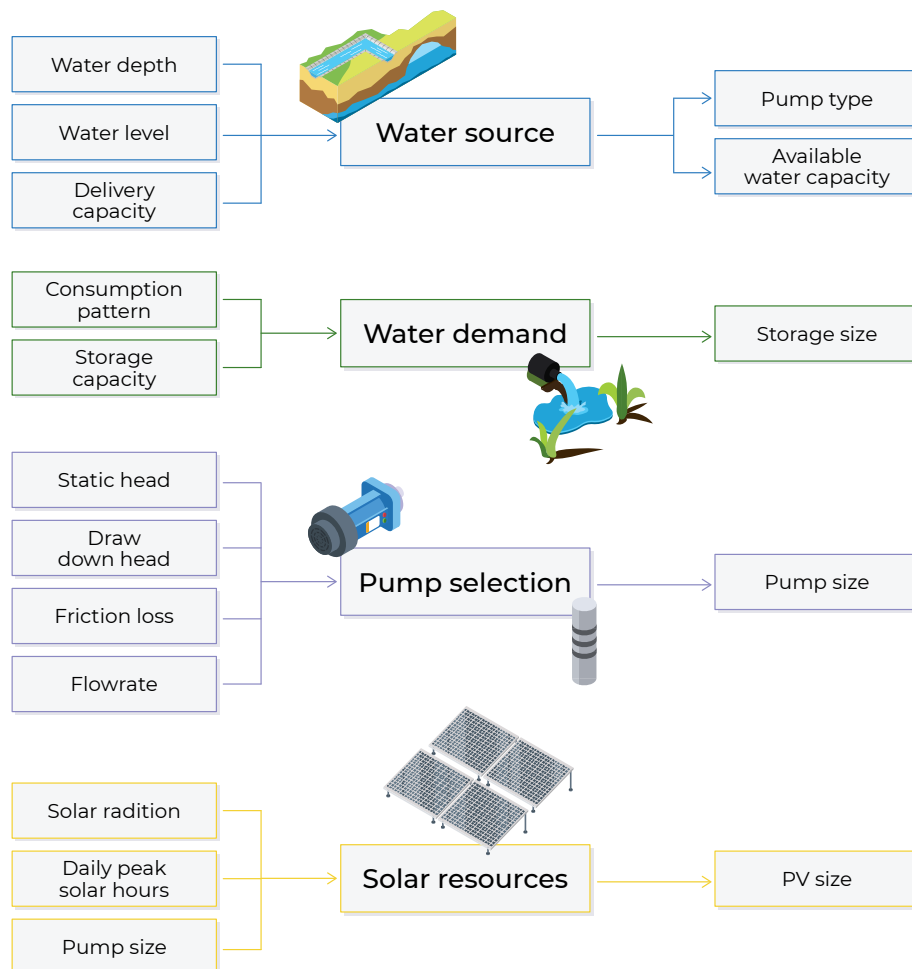 Water depth
Water level
Delivery
capacity
Water source
Pump type
Available
water capacity
Consumption
pattern
Storage
capacity
Water demand
Storage size
Static head
Draw
down head
Friction loss
Flowrate
Pump selection
Pump size
Solar radition
Daily peak
solar hours
Pump size
Solar resources
PV size